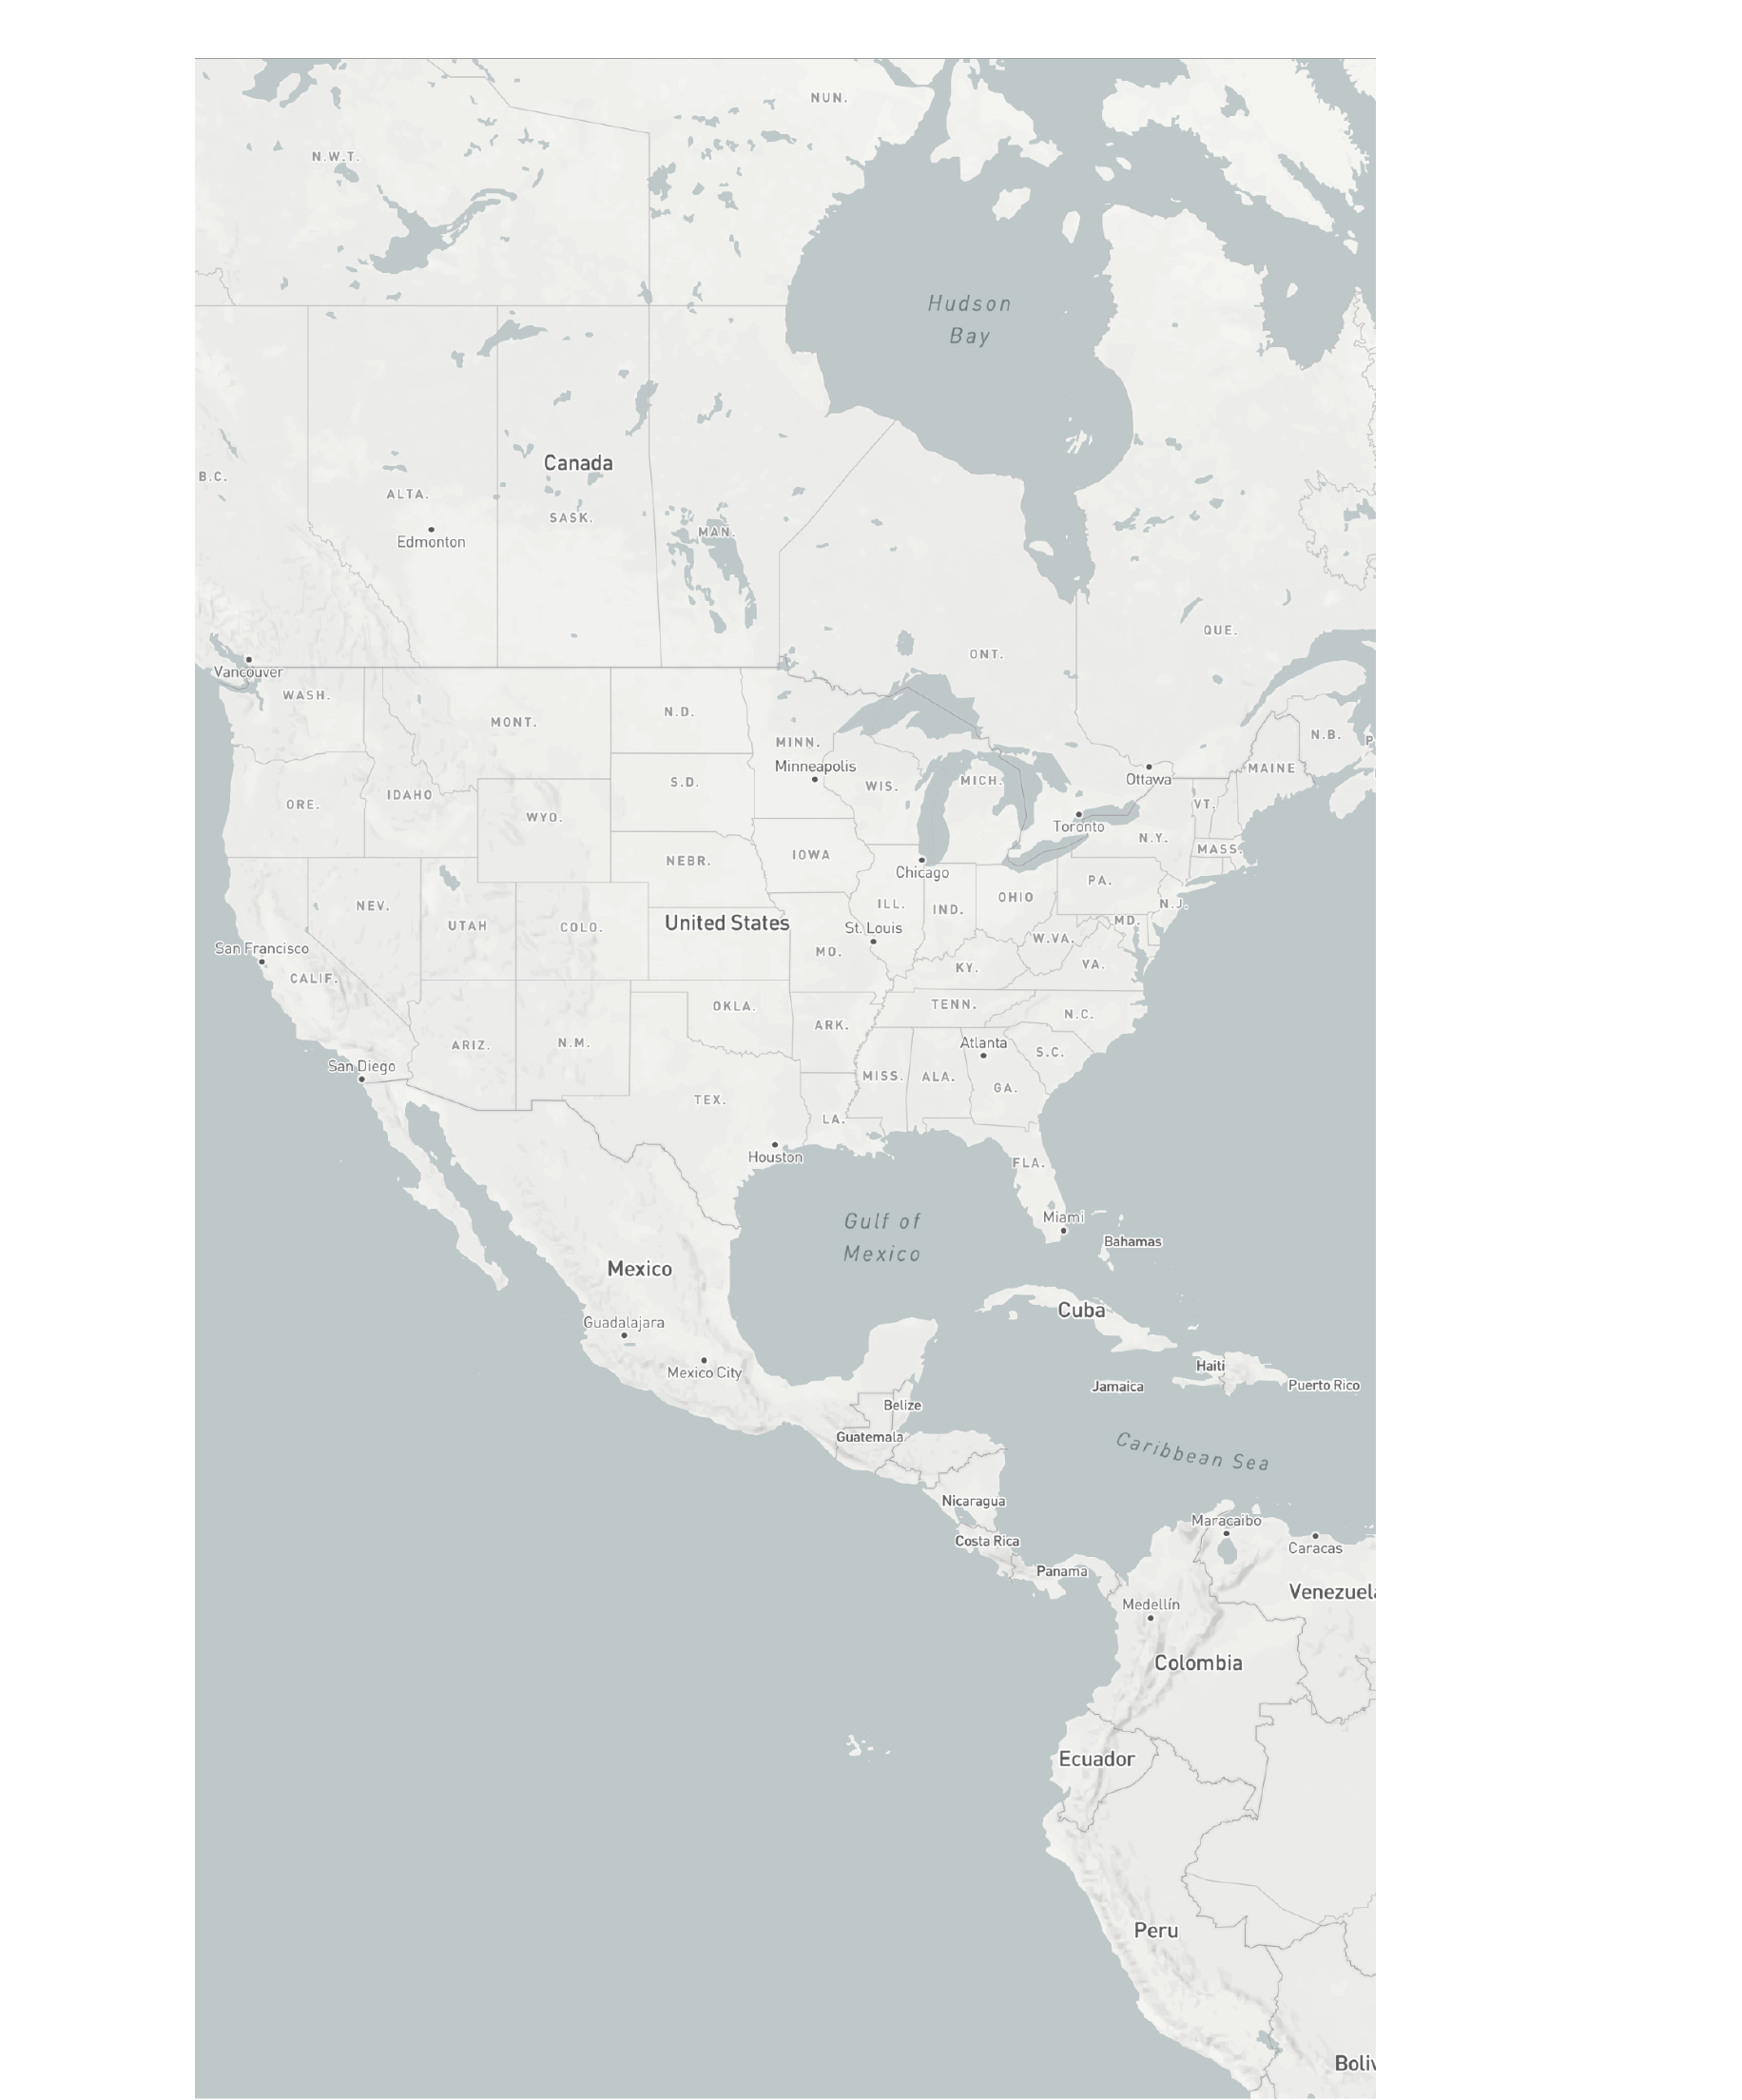 NUN.
N.W.T.
Hudson
Bay
Canada
B.C.
ALTA.
SASK.
MAN.
Edmonton
QUE.
ONT.
Vancouver
WASH.
MONT.
N.D.
N.B.
P
MINN.
Minneapolis
MAINE
Ottawa
MICH.
WIS.
S.D.
IDAHO
ORE.
VT.
WYO.
Toronto
N.Y.
MASS.
IOWA
NEBR.
Chicago
PA.
OHIO
NEV.
ILL.
IND.
N.J.
UTAH
COLO.
United States
St. Louis
MD.
W.VA.
San Francisco
MO.
KY.
VA.
CALIF.
OKLA.
TENN.
N.C.
ARK.
ARIZ.
N.M.
Atlanta
S.C.
San Diego
MISS.
ALA.
GA.
TEX.
LA.
Houston
FLA.
Gulf of
Mexico
Miami
Bahamas
Mexico
Cuba
Guadalajara
Mexico City
Haiti
Jamaica
Puerto Rico
Belize
Guatemala
Caribbean Sea
Nicaragua
Maracaibo
Costa Rica
Caracas
Panama
Venezuela
Medellín
Colombia
Ecuador
Peru
Boliv